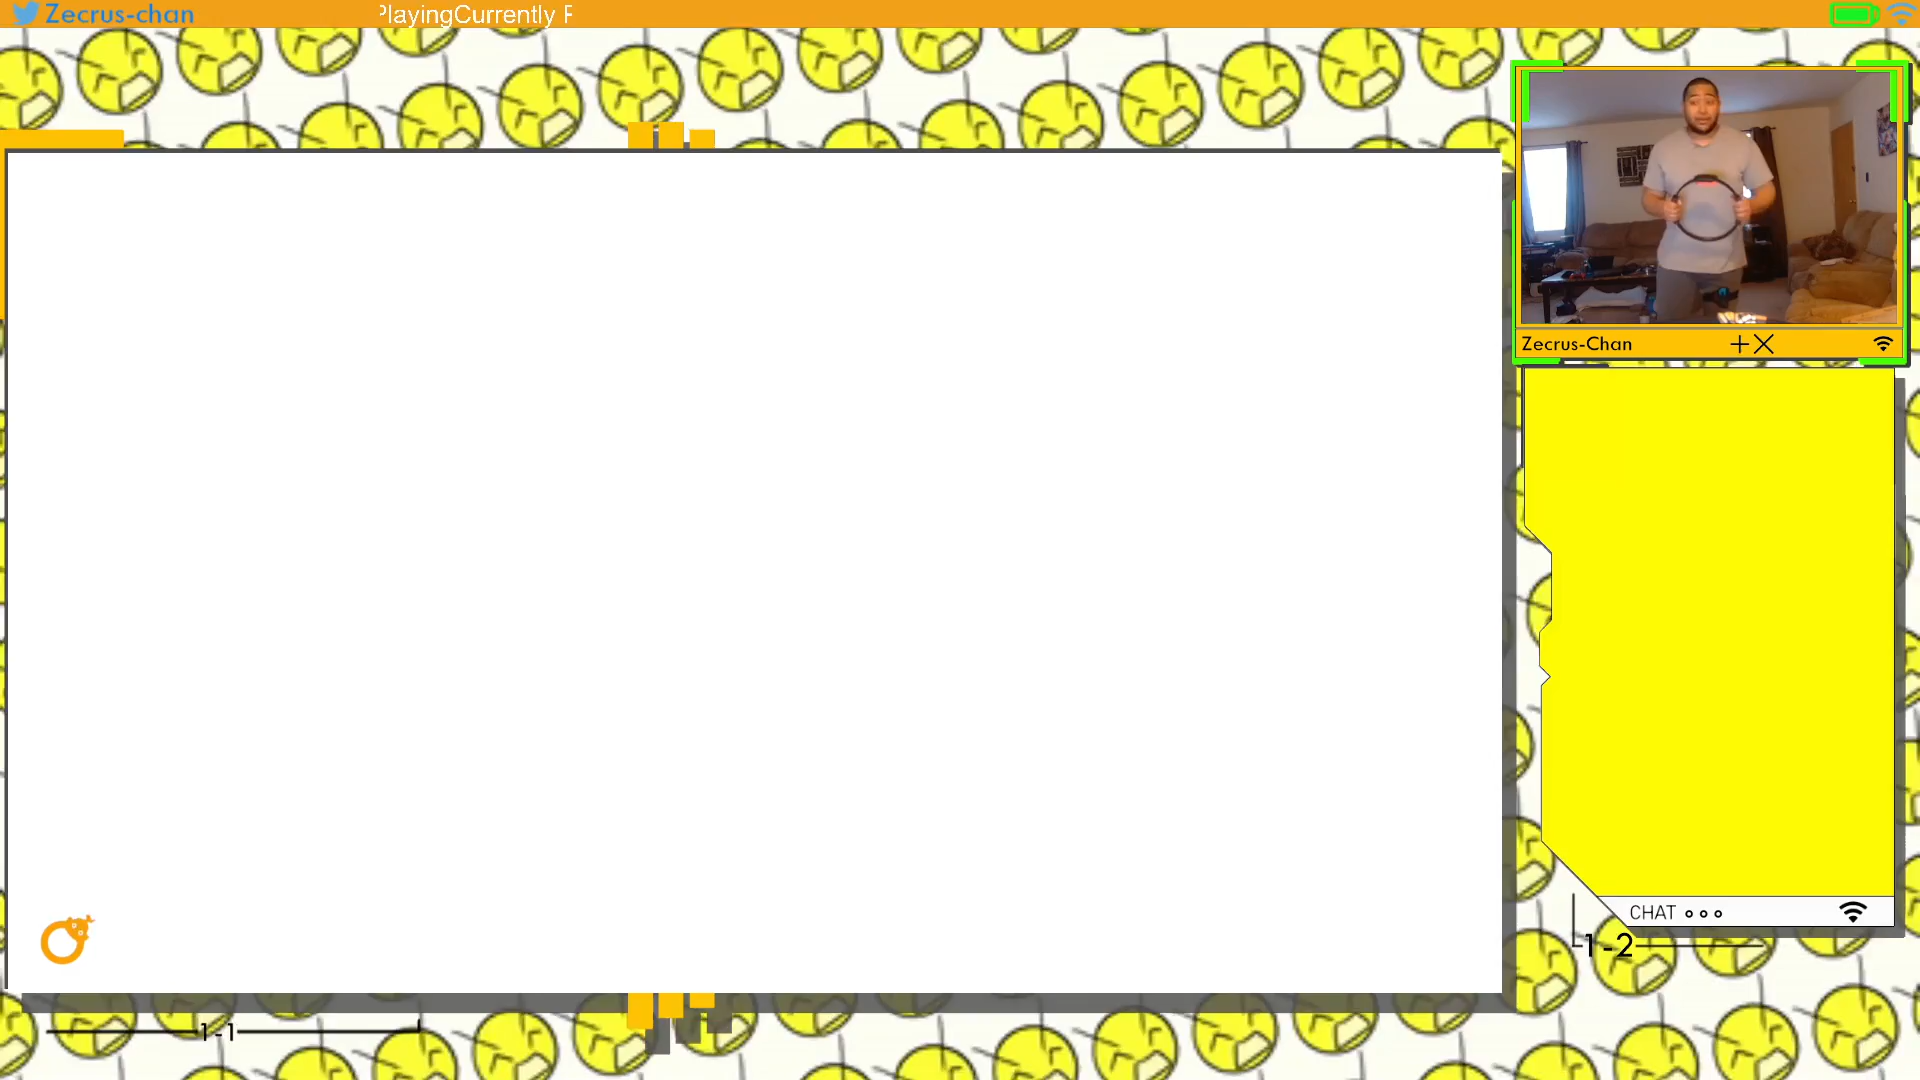 Zecrus-chan
PlayingCurrently F
Zecrus-Chan
CHAT
1-2
1-1